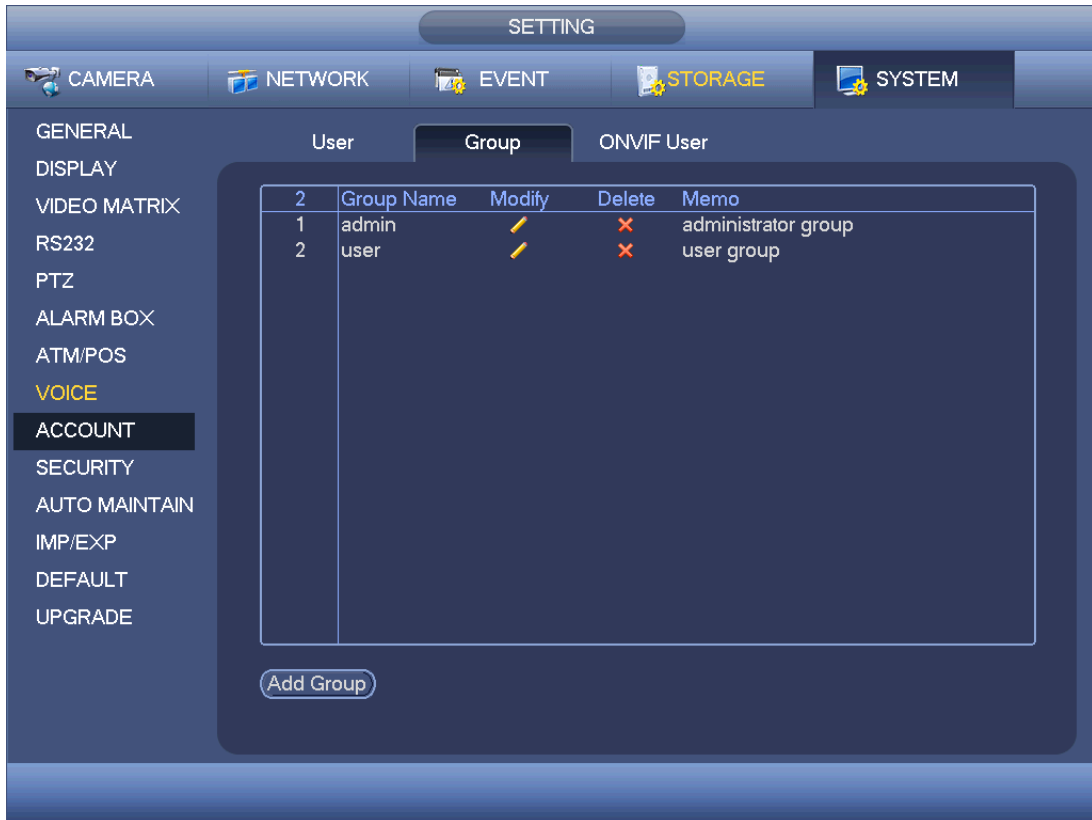 SETTING
CAMERA NETWORK EVENT STORAGE SYSTEM
User Group ONVIF User
GENERAL
DISPLAY
VIDEO MATRIX
RS232
PTZ
ALARM BOX
ATM/POS
VOICE
ACCOUNT
SECURITY
AUTO MAINTAIN
IMP/EXP
DEFAULT
UPGRADE
2 Group Name Modify Delete Memo
1 admin administrator group
2 user user group
Add Group